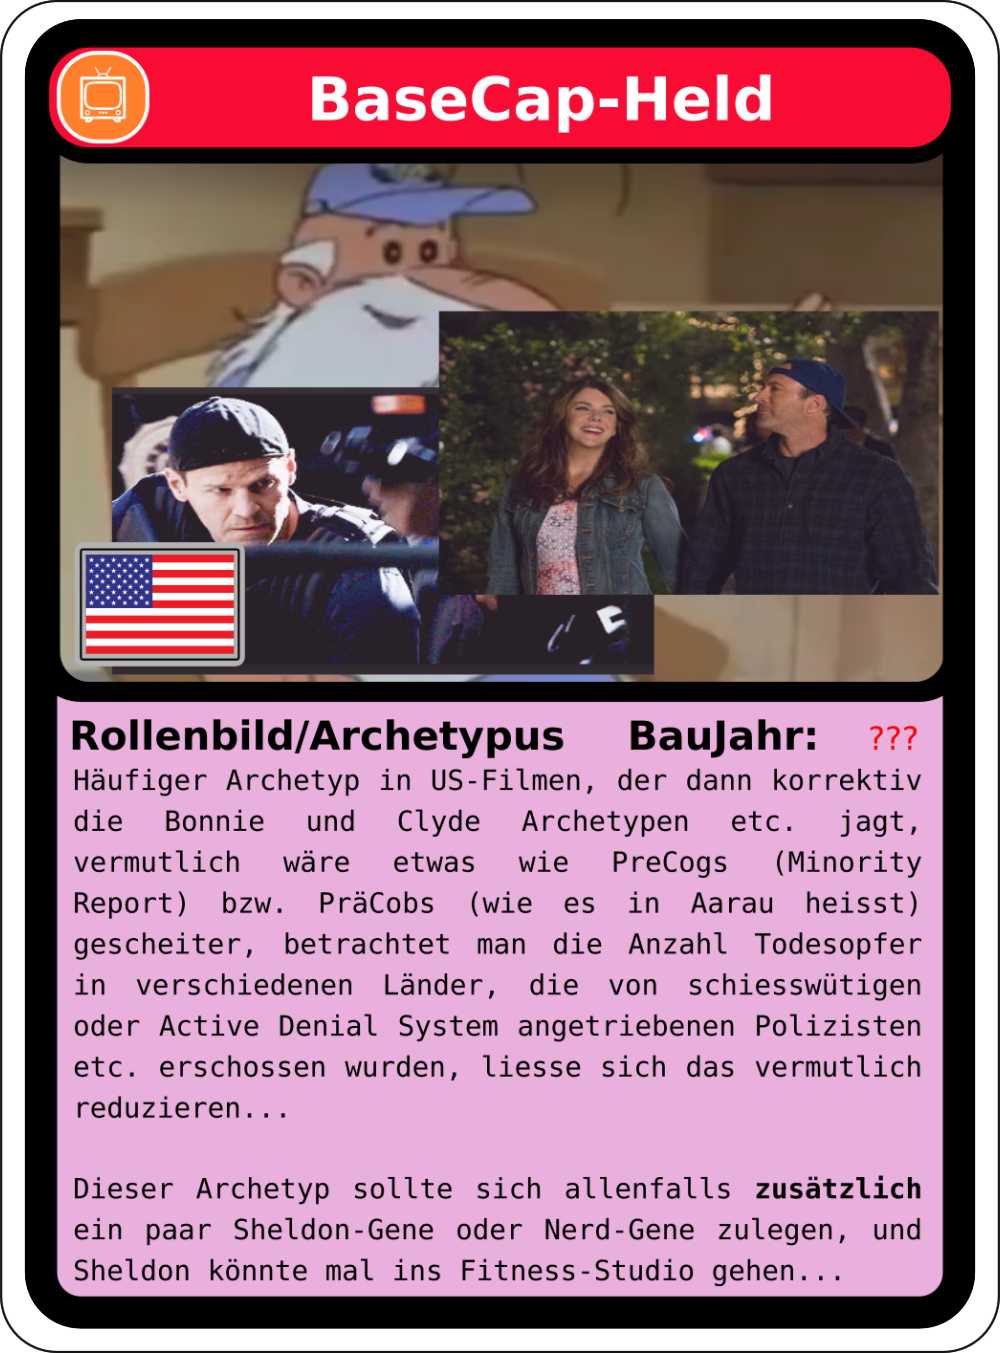 BaseCap-Held
Rollenbild/Archetypus BauJahr: ???
Häufiger Archetyp in US-Filmen, der dann korrektiv
die Bonnie und Clyde Archetypen etc. jagt,
vermutlich wäre etwas wie PreCogs (Minority
Report) bzw. PräCobs (wie es in Aarau heisst)
gescheiter, betrachtet man die Anzahl Todesopfer
in verschiedenen Länder, die von schiesswütigen
oder Active Denial System angetriebenen Polizisten
etc. erschossen wurden, liesse sich das vermutlich
reduzieren...
Dieser Archetyp sollte sich allenfalls zusätzlich
ein paar Sheldon-Gene oder Nerd-Gene zulegen, und
Sheldon könnte mal ins Fitness-Studio gehen...